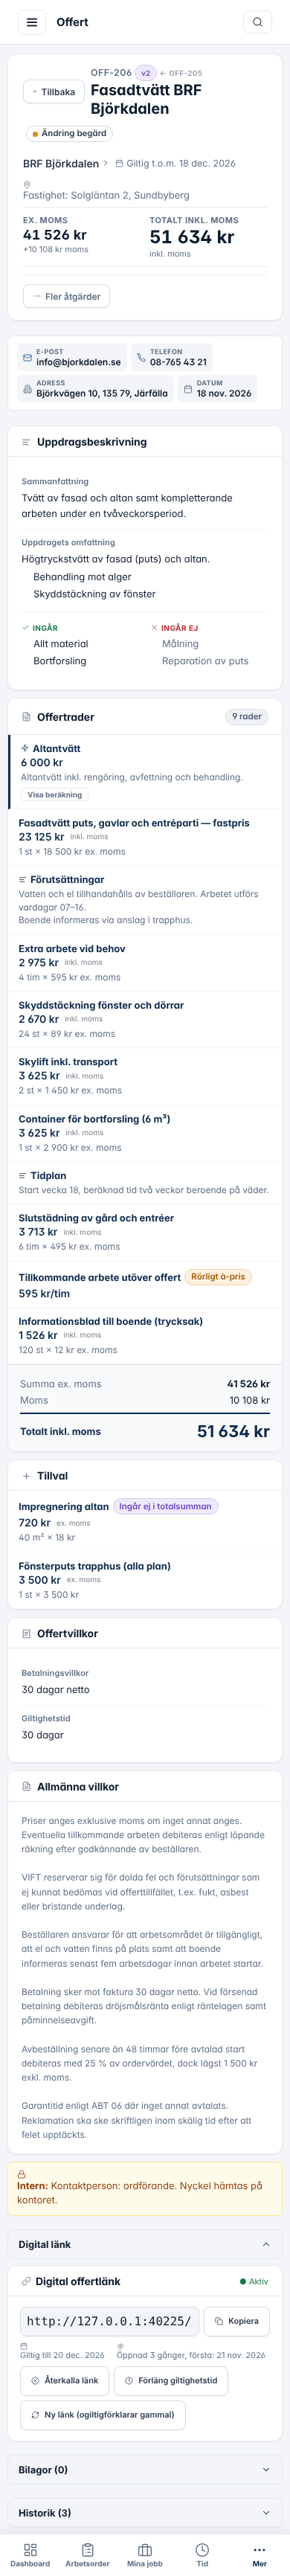 Offert
OFF-206 v2 ← OFF-205
Tillbaka
Fasadtvätt BRF
Björkdalen
Ändring begärd
BRF Björkdalen
Giltig t.o.m. 18 dec. 2026
Fastighet: Solgläntan 2, Sundbyberg
EX. MOMS
41 526 kr
+10 108 kr moms
TOTALT INKL. MOMS
51 634 kr
inkl. moms
Fler åtgärder
E-POST
info@bjorkdalen.se
TELEFON
08-765 43 21
ADRESS
Björkvägen 10, 135 79, Järfälla
DATUM
18 nov. 2026
Uppdragsbeskrivning
Sammanfattning
Tvätt av fasad och altan samt kompletterande
arbeten under en tvåveckorsperiod.
Uppdragets omfattning
Högtryckstvätt av fasad (puts) och altan.
Behandling mot alger
Skyddstäckning av fönster
INGÅR
Allt material
Bortforsling
INGÅR EJ
Målning
Reparation av puts
Offertrader
9 rader
Altantvätt
6 000 kr
Altantvätt inkl. rengöring, avfettning och behandling.
Visa beräkning
Fasadtvätt puts, gavlar och entréparti — fastpris
23 125 kr inkl. moms
1 st × 18 500 kr ex. moms
Förutsättningar
Vatten och el tillhandahålls av beställaren. Arbetet utförs
vardagar 07–16.
Boende informeras via anslag i trapphus.
Extra arbete vid behov
2 975 kr inkl. moms
4 tim × 595 kr ex. moms
Skyddstäckning fönster och dörrar
2 670 kr inkl. moms
24 st × 89 kr ex. moms
Skylift inkl. transport
3 625 kr inkl. moms
2 st × 1 450 kr ex. moms
Container för bortforsling (6 m³)
3 625 kr inkl. moms
1 st × 2 900 kr ex. moms
Tidplan
Start vecka 18, beräknad tid två veckor beroende på väder.
Slutstädning av gård och entréer
3 713 kr inkl. moms
6 tim × 495 kr ex. moms
Tillkommande arbete utöver offert Rörligt à-pris
595 kr/tim
Informationsblad till boende (trycksak)
1 526 kr inkl. moms
120 st × 12 kr ex. moms
Summa ex. moms 41 526 kr
Moms 10 108 kr
Totalt inkl. moms 51 634 kr
Tillval
Impregnering altan Ingår ej i totalsumman
720 kr ex. moms
40 m² × 18 kr
Fönsterputs trapphus (alla plan)
3 500 kr ex. moms
1 st × 3 500 kr
Offertvillkor
Betalningsvillkor
30 dagar netto
Giltighetstid
30 dagar
Allmänna villkor
Priser anges exklusive moms om inget annat anges.
Eventuella tillkommande arbeten debiteras enligt löpande
räkning efter godkännande av beställaren.
VIFT reserverar sig för dolda fel och förutsättningar som
ej kunnat bedömas vid offerttillfället, t.ex. fukt, asbest
eller bristande underlag.
Beställaren ansvarar för att arbetsområdet är tillgängligt,
att el och vatten finns på plats samt att boende
informeras senast fem arbetsdagar innan arbetet startar.
Betalning sker mot faktura 30 dagar netto. Vid försenad
betalning debiteras dröjsmålsränta enligt räntelagen samt
påminnelseavgift.
Avbeställning senare än 48 timmar före avtalad start
debiteras med 25 % av ordervärdet, dock lägst 1 500 kr
exkl. moms.
Garantitid enligt ABT 06 där inget annat avtalats.
Reklamation ska ske skriftligen inom skälig tid efter att
felet upptäckts.
Intern: Kontaktperson: ordförande. Nyckel hämtas på
kontoret.
Digital länk
Digital offertlänk
Aktiv
http://127.0.0.1:40225/
Kopiera
Giltig till 20 dec. 2026
Öppnad 3 gånger, första: 21 nov. 2026
Återkalla länk
Förläng giltighetstid
Ny länk (ogiltigförklarar gammal)
Bilagor (0)
Historik (3)
Dashboard
Arbetsorder
Mina jobb
Tid
Mer